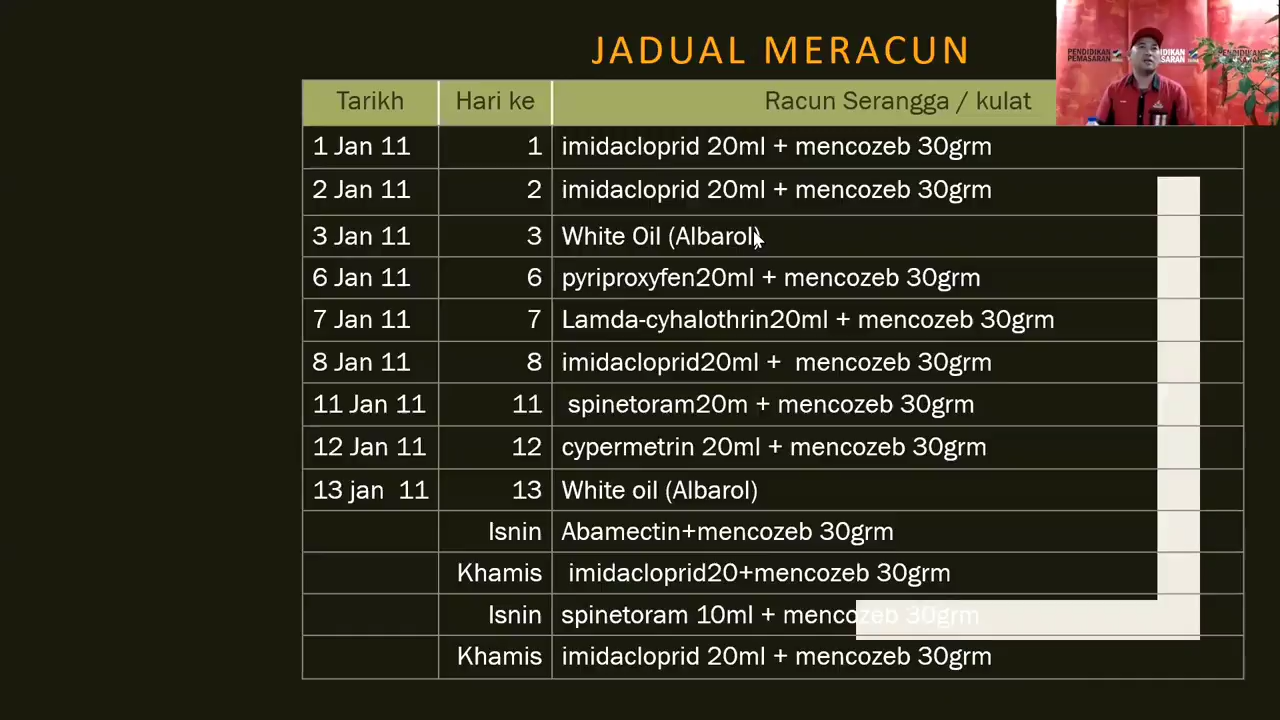 JADUAL MERACUN
PENDIDIKAN PEMASARAN
Tarikh Hari ke Racun Serangga / kulat
1 Jan 11 1 imidacloprid 20ml + mencozeb 30grm
2 Jan 11 2 imidacloprid 20ml + mencozeb 30grm
3 Jan 11 3 White Oil (Albarol)
6 Jan 11 6 pyriproxyfen20ml + mencozeb 30grm
7 Jan 11 7 Lamda-cyhalothrin20ml + mencozeb 30grm
8 Jan 11 8 imidacloprid20ml + mencozeb 30grm
11 Jan 11 11 spinetoram20m + mencozeb 30grm
12 Jan 11 12 cypermetrin 20ml + mencozeb 30grm
13 jan 11 13 White oil (Albarol)
Isnin Abamectin+mencozeb 30grm
Khamis imidacloprid20+mencozeb 30grm
Isnin spinetoram 10ml + mencozeb 30grm
Khamis imidacloprid 20ml + mencozeb 30grm